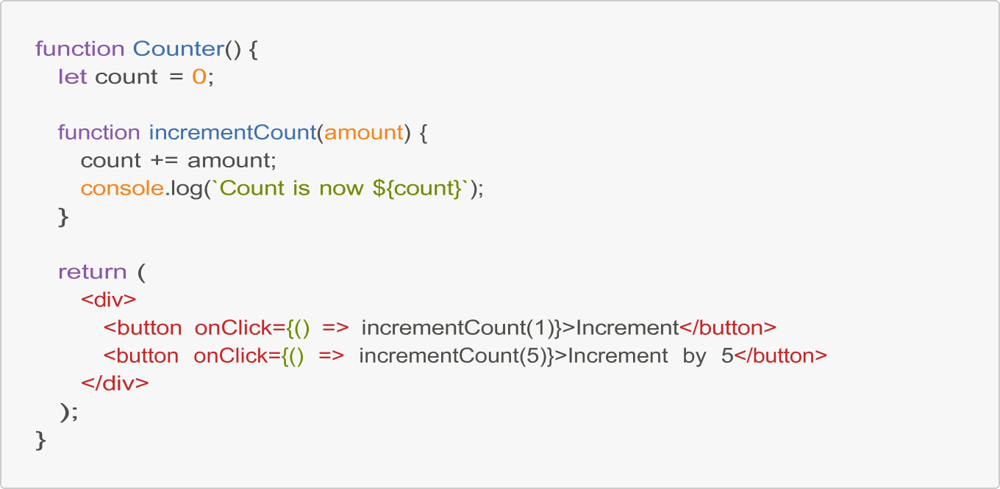 function Counter() {
  let count = 0;

  function incrementCount(amount) {
    count += amount;
    console.log(`Count is now ${count}`);
  }

  return (
    <div>
      <button onClick={() => incrementCount(1)}>Increment</button>
      <button onClick={() => incrementCount(5)}>Increment by 5</button>
    </div>
  );
}